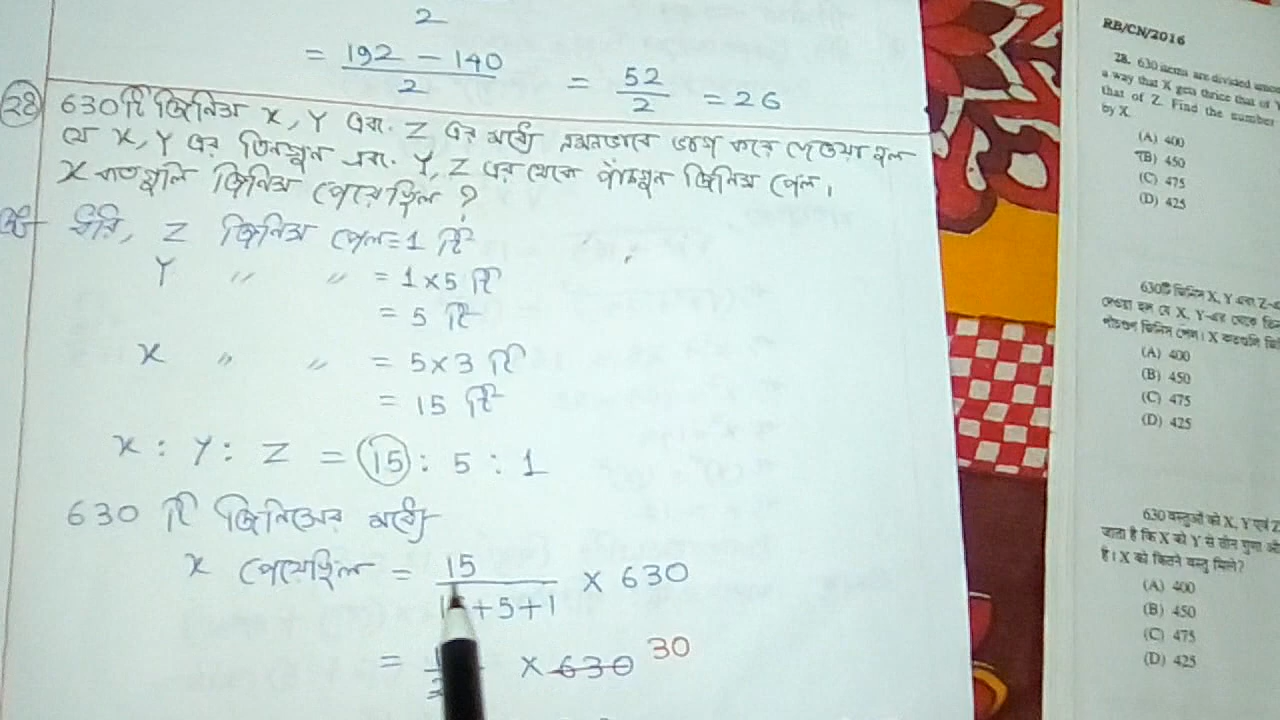 2
= 192 - 140 / 2 = 52 / 2 = 26
২৪ 630টি জিনিস X, Y এবং Z এর মধ্যে এমনভাবে ভাগ করে দেওয়া হল
যে X, Y এর তিনগুন এবং Y, Z এর থেকে পাঁচগুন জিনিস পেল।
X কতগুলি জিনিস পেয়েছিল ?
ধরি, Z জিনিস পেল = 1 টি
Y " " = 1 × 5 টি
= 5 টি
X " " = 5 × 3 টি
= 15 টি
X : Y : Z = 15 : 5 : 1
630 টি জিনিসের মধ্যে
X পেয়েছিল = 15 / 15+5+1 × 630
= × 630 30
RB/CN/2016
28. 630 items are divided
a way that X gets thrice that of Y
that of Z. Find the number
by X.
(A) 400
(B) 450
(C) 475
(D) 425
630টি জিনিস X, Y এবং Z-
দেওয়া হল যে X, Y-এর থেকে
পাঁচগুণ জিনিস পেল। X কতগুলি
(A) 400
(B) 450
(C) 475
(D) 425
630 वस्तुओं को X, Y एवं Z
जाता है कि X को Y से तीन गुणा
है। X को कितने वस्तु मिले?
(A) 400
(B) 450
(C) 475
(D) 425